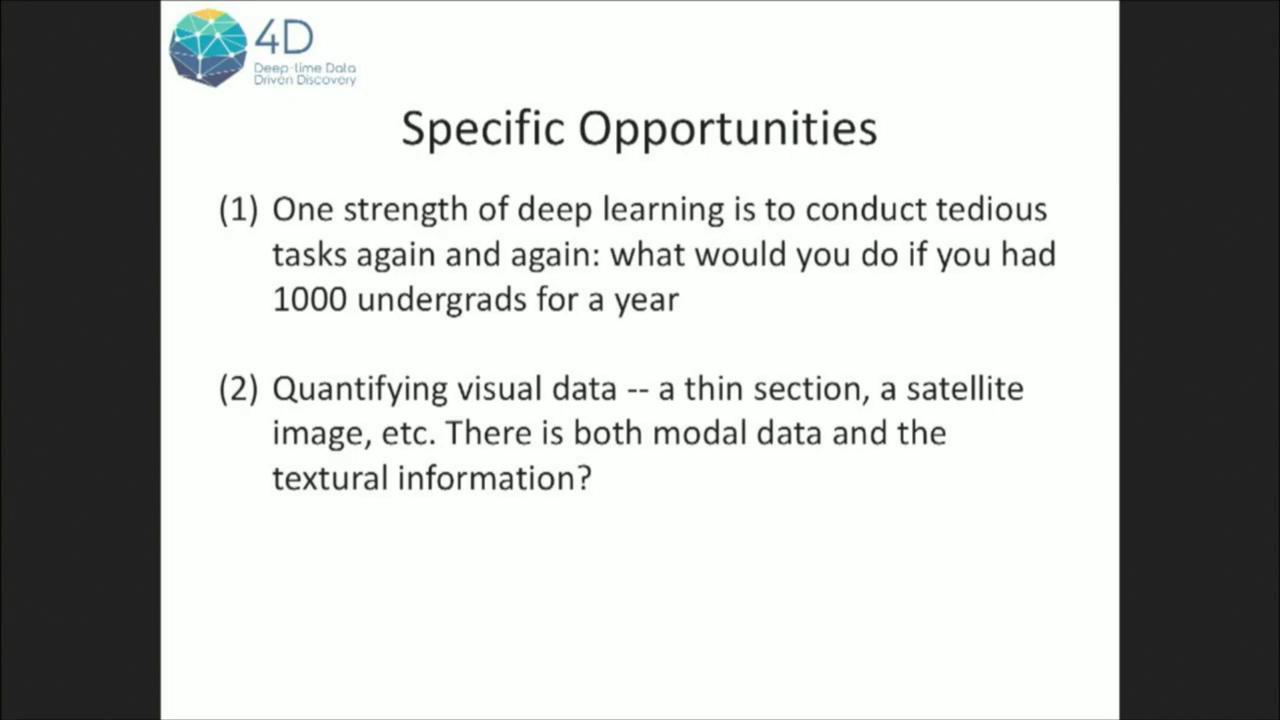 4D
Deep-time Data
Driven Discovery
Specific Opportunities
(1) One strength of deep learning is to conduct tedious
tasks again and again: what would you do if you had
1000 undergrads for a year
(2) Quantifying visual data -- a thin section, a satellite
image, etc. There is both modal data and the
textural information?